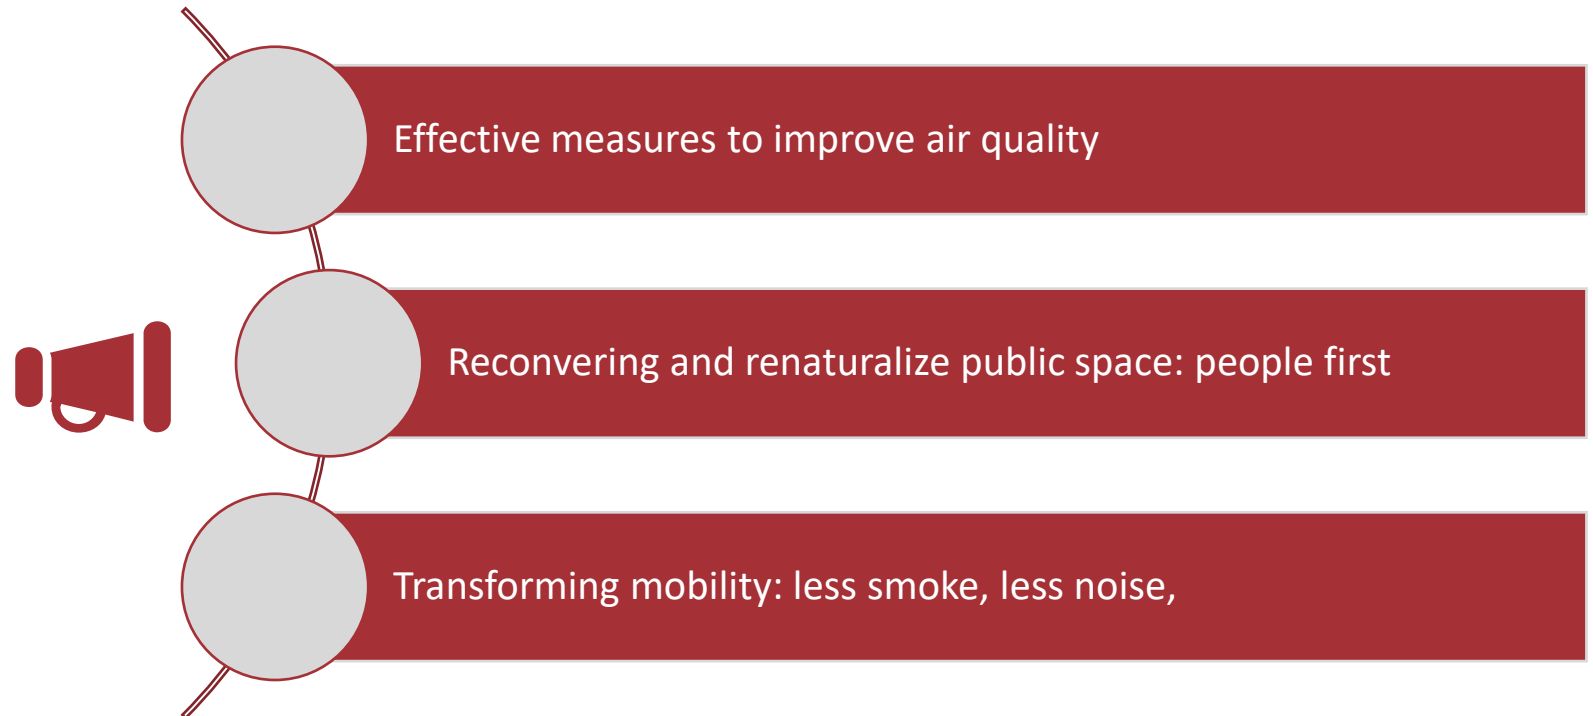 Effective measures to improve air quality
Reconvering and renaturalize public space: people first
Transforming mobility: less smoke, less noise,